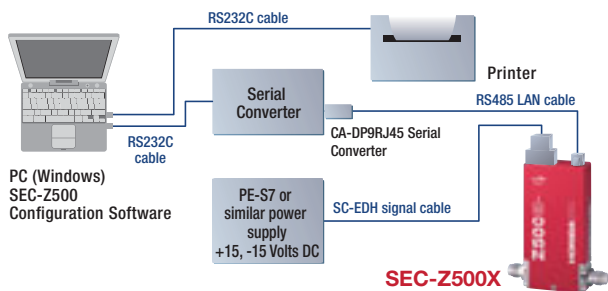 RS232C cable
Printer
Serial
Converter
RS485 LAN cable
CA-DP9RJ45 Serial
Converter
RS232C
cable
PC (Windows)
SEC-Z500
Configuration Software
PE-S7 or
similar power
supply
+15, -15 Volts DC
SC-EDH signal cable
Z500
SEC-Z500X